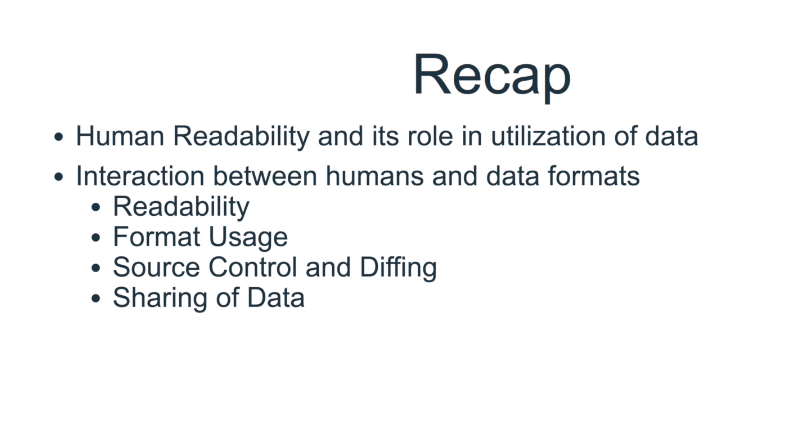 Recap
• Human Readability and its role in utilization of data
• Interaction between humans and data formats
• Readability
• Format Usage
• Source Control and Diffing
• Sharing of Data